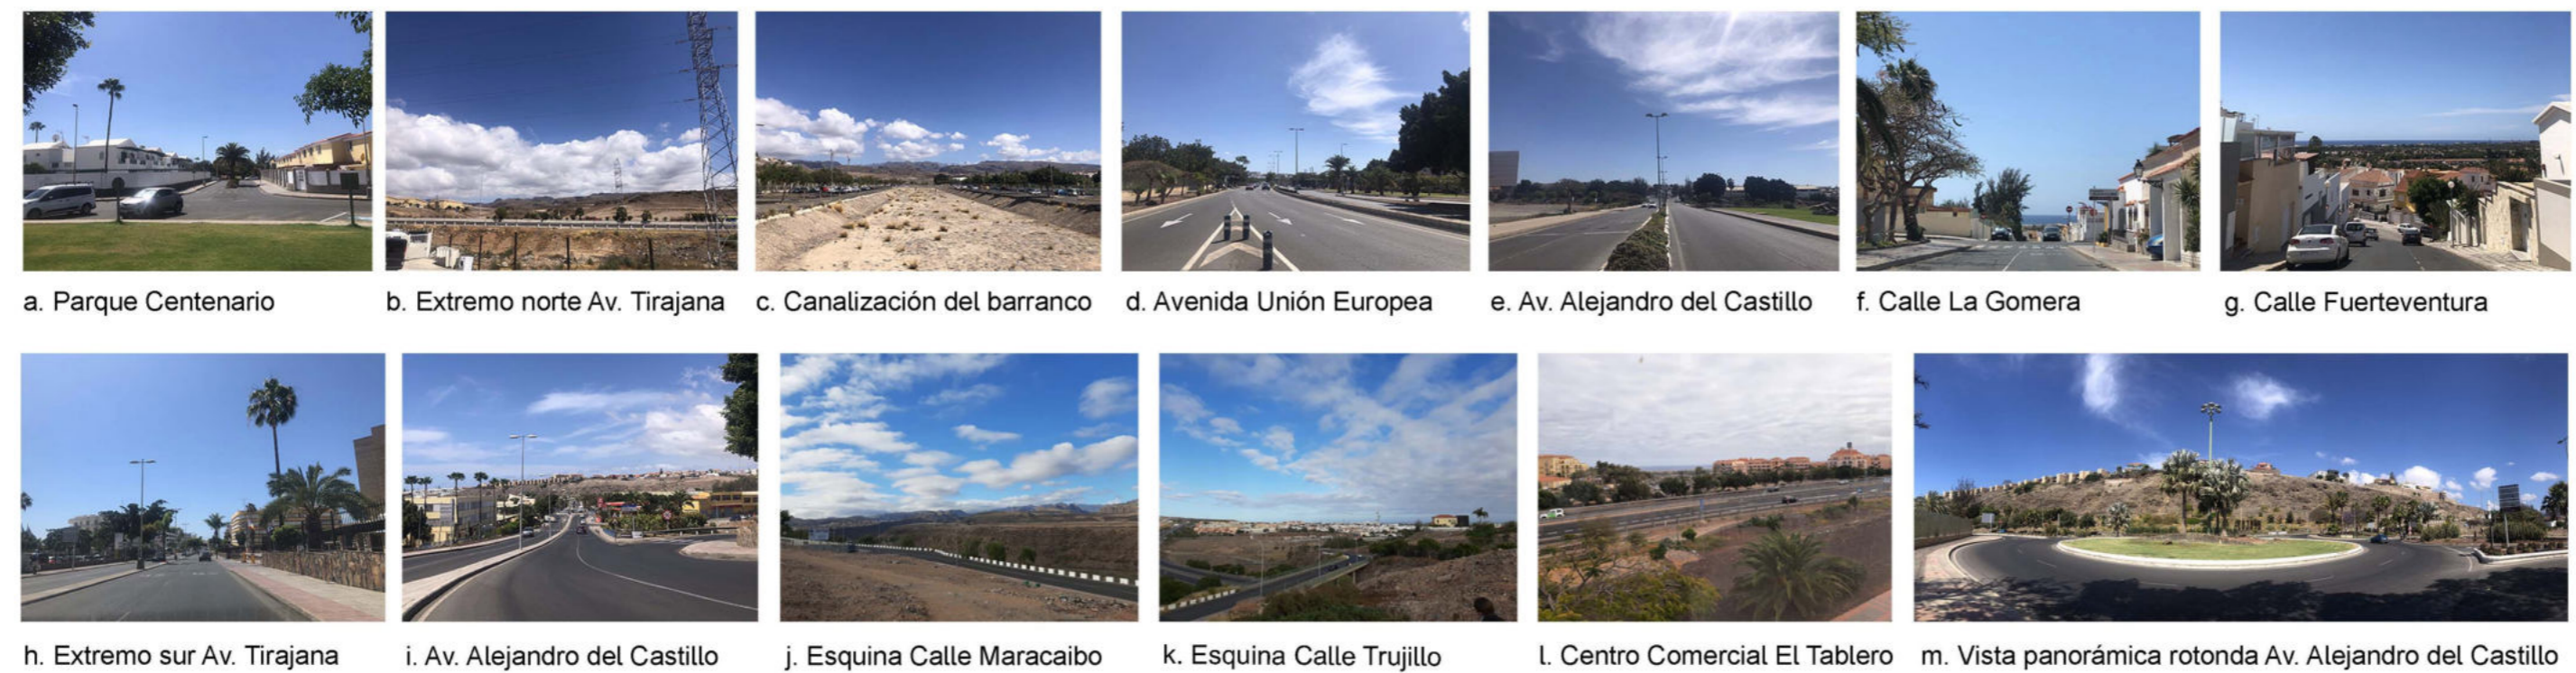 a. Parque Centenario
b. Extremo norte Av. Tirajana
c. Canalización del barranco
d. Avenida Unión Europea
e. Av. Alejandro del Castillo
f. Calle La Gomera
g. Calle Fuerteventura
h. Extremo sur Av. Tirajana
i. Av. Alejandro del Castillo
j. Esquina Calle Maracaibo
k. Esquina Calle Trujillo
l. Centro Comercial El Tablero
m. Vista panorámica rotonda Av. Alejandro del Castillo